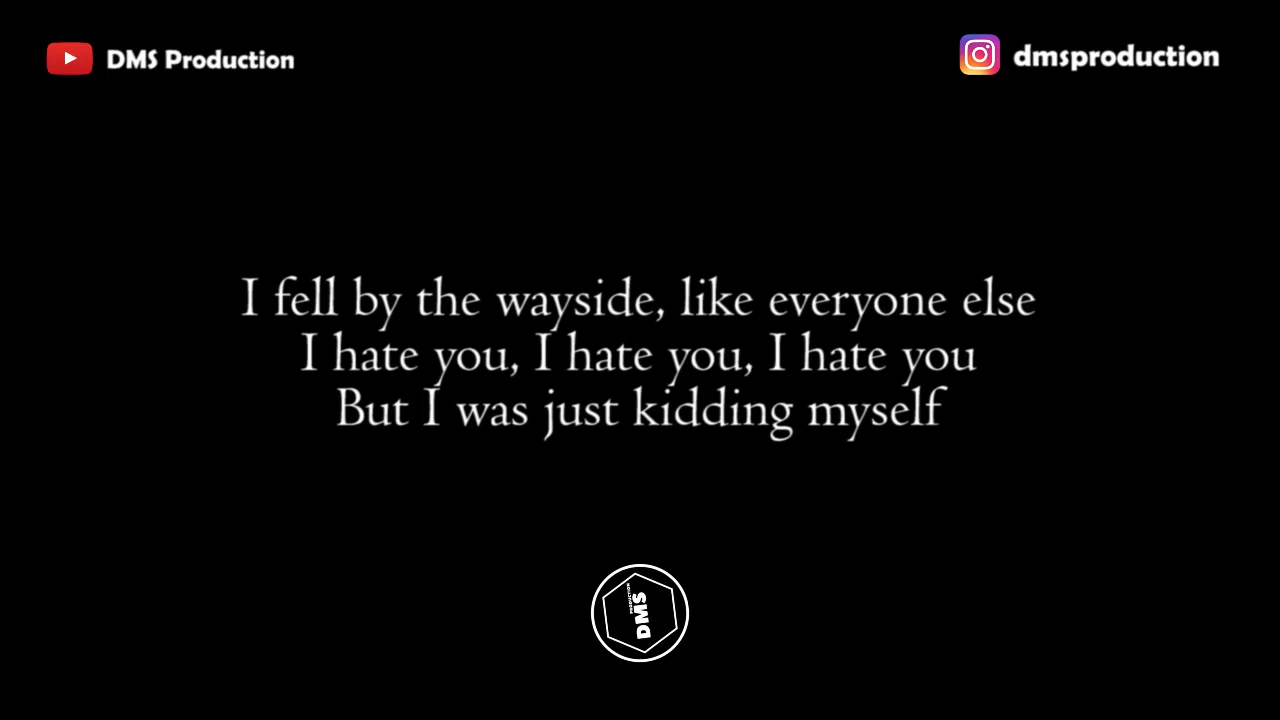 DMS Production
dmsproduction
I fell by the wayside, like everyone else
I hate you, I hate you, I hate you
But I was just kidding myself
DMS
PRODUCTION